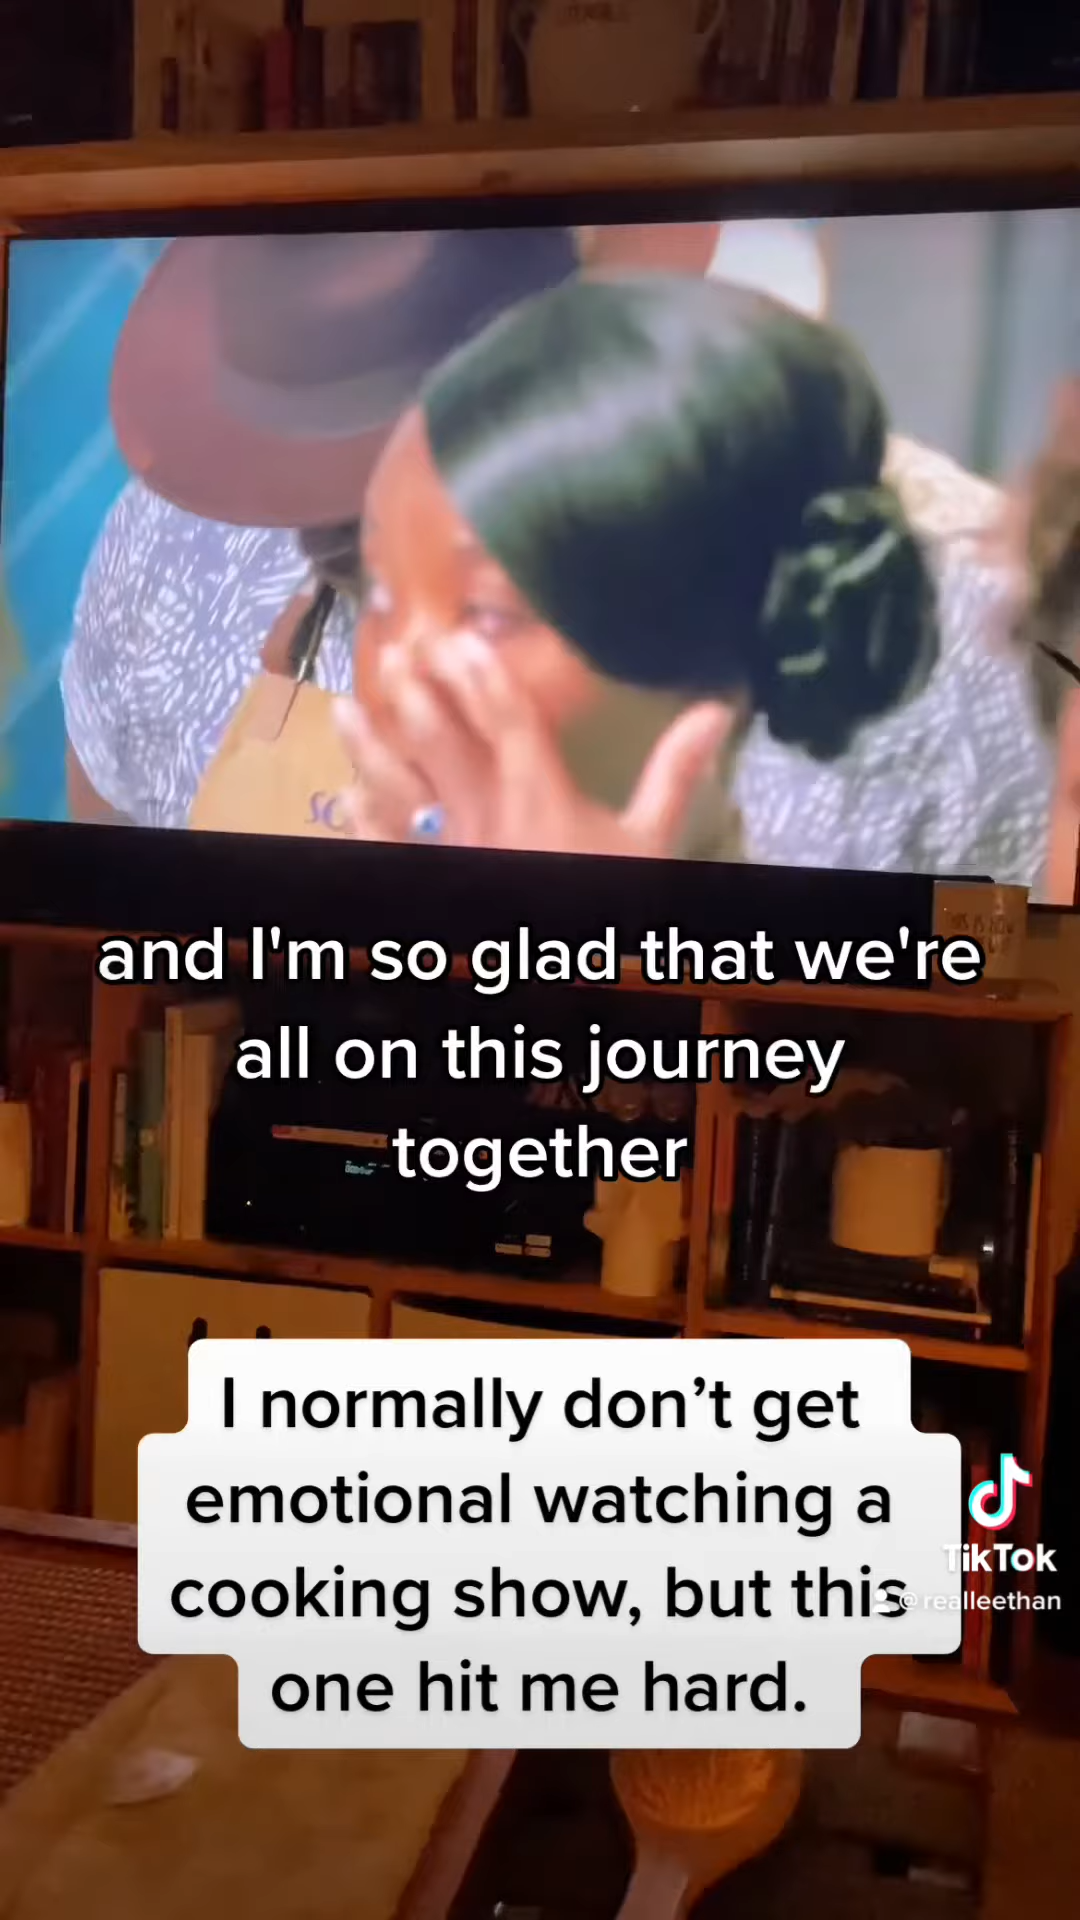 and I'm so glad that we're
all on this journey
together
I normally don’t get
emotional watching a
cooking show, but this
one hit me hard.
TikTok
@realleethan